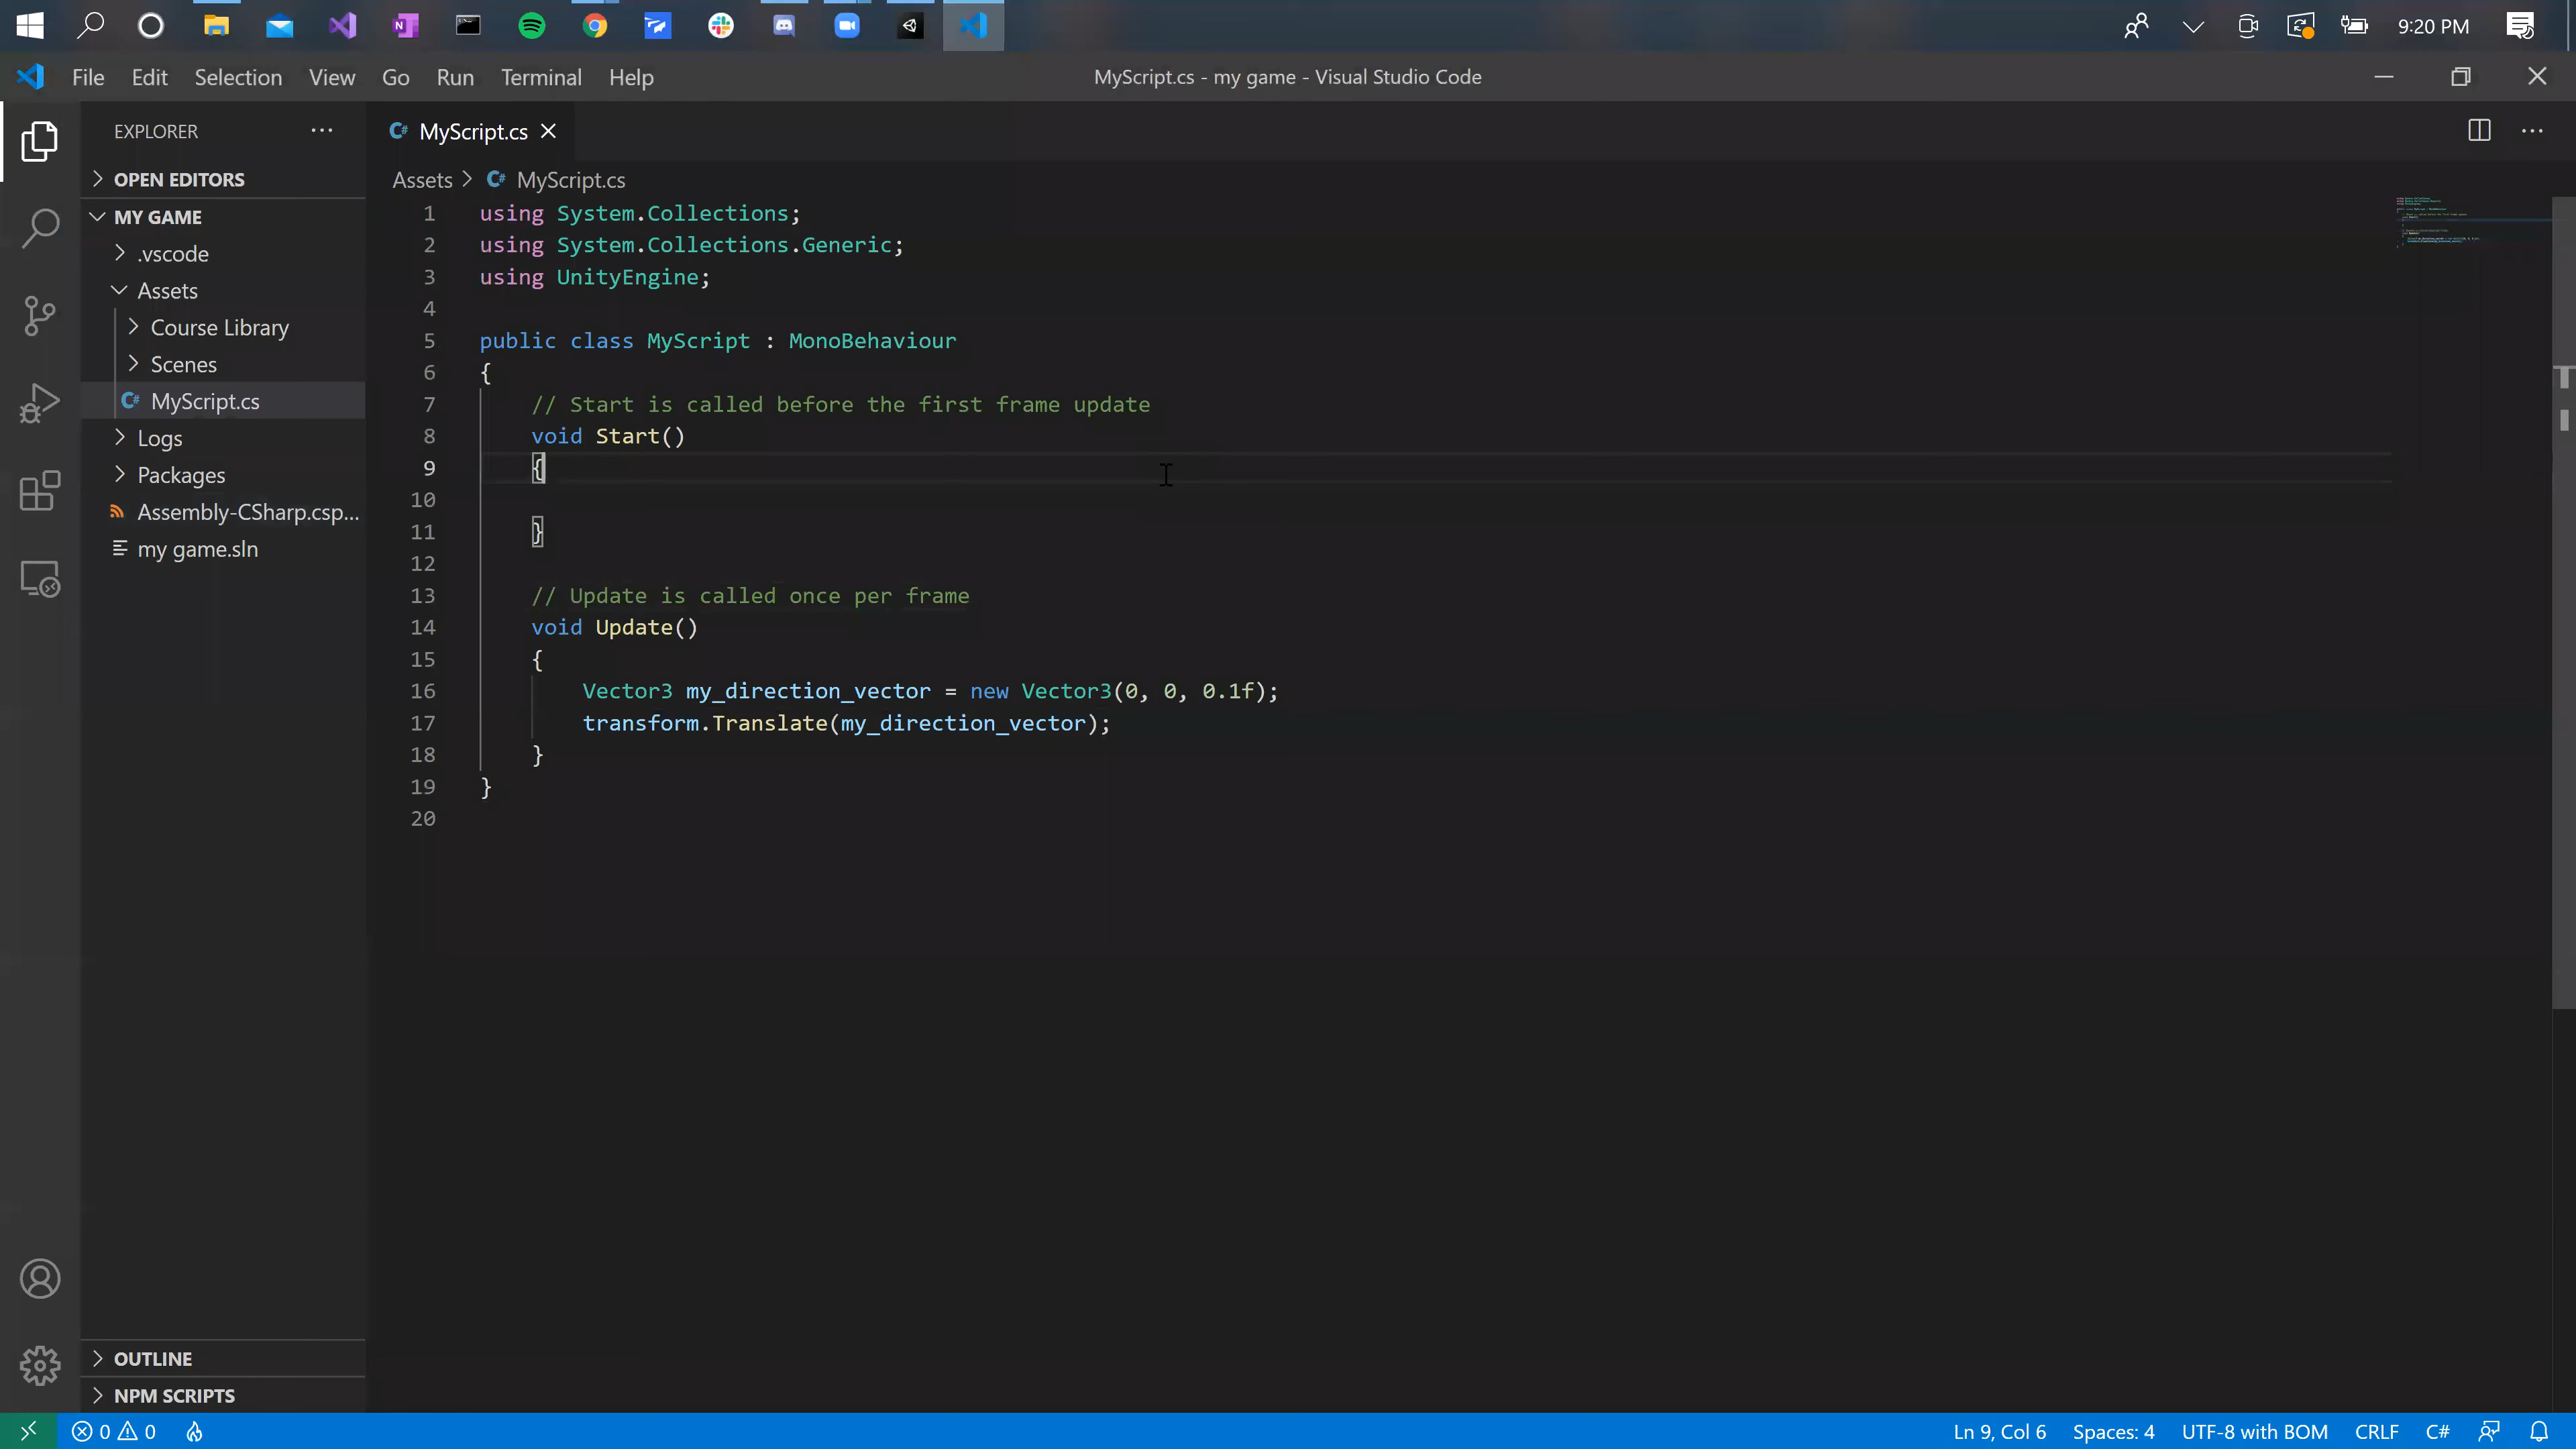 9:20 PM
File Edit Selection View Go Run Terminal Help
MyScript.cs - my game - Visual Studio Code
EXPLORER
OPEN EDITORS
MY GAME
.vscode
Assets
Course Library
Scenes
C# MyScript.cs
Logs
Packages
Assembly-CSharp.csp...
my game.sln
OUTLINE
NPM SCRIPTS
C# MyScript.cs
Assets > C# MyScript.cs
1 using System.Collections;
2 using System.Collections.Generic;
3 using UnityEngine;
4
5 public class MyScript : MonoBehaviour
6 {
7     // Start is called before the first frame update
8     void Start()
9     {
10
11     }
12
13     // Update is called once per frame
14     void Update()
15     {
16         Vector3 my_direction_vector = new Vector3(0, 0, 0.1f);
17         transform.Translate(my_direction_vector);
18     }
19 }
20
0 0
Ln 9, Col 6 Spaces: 4 UTF-8 with BOM CRLF C#